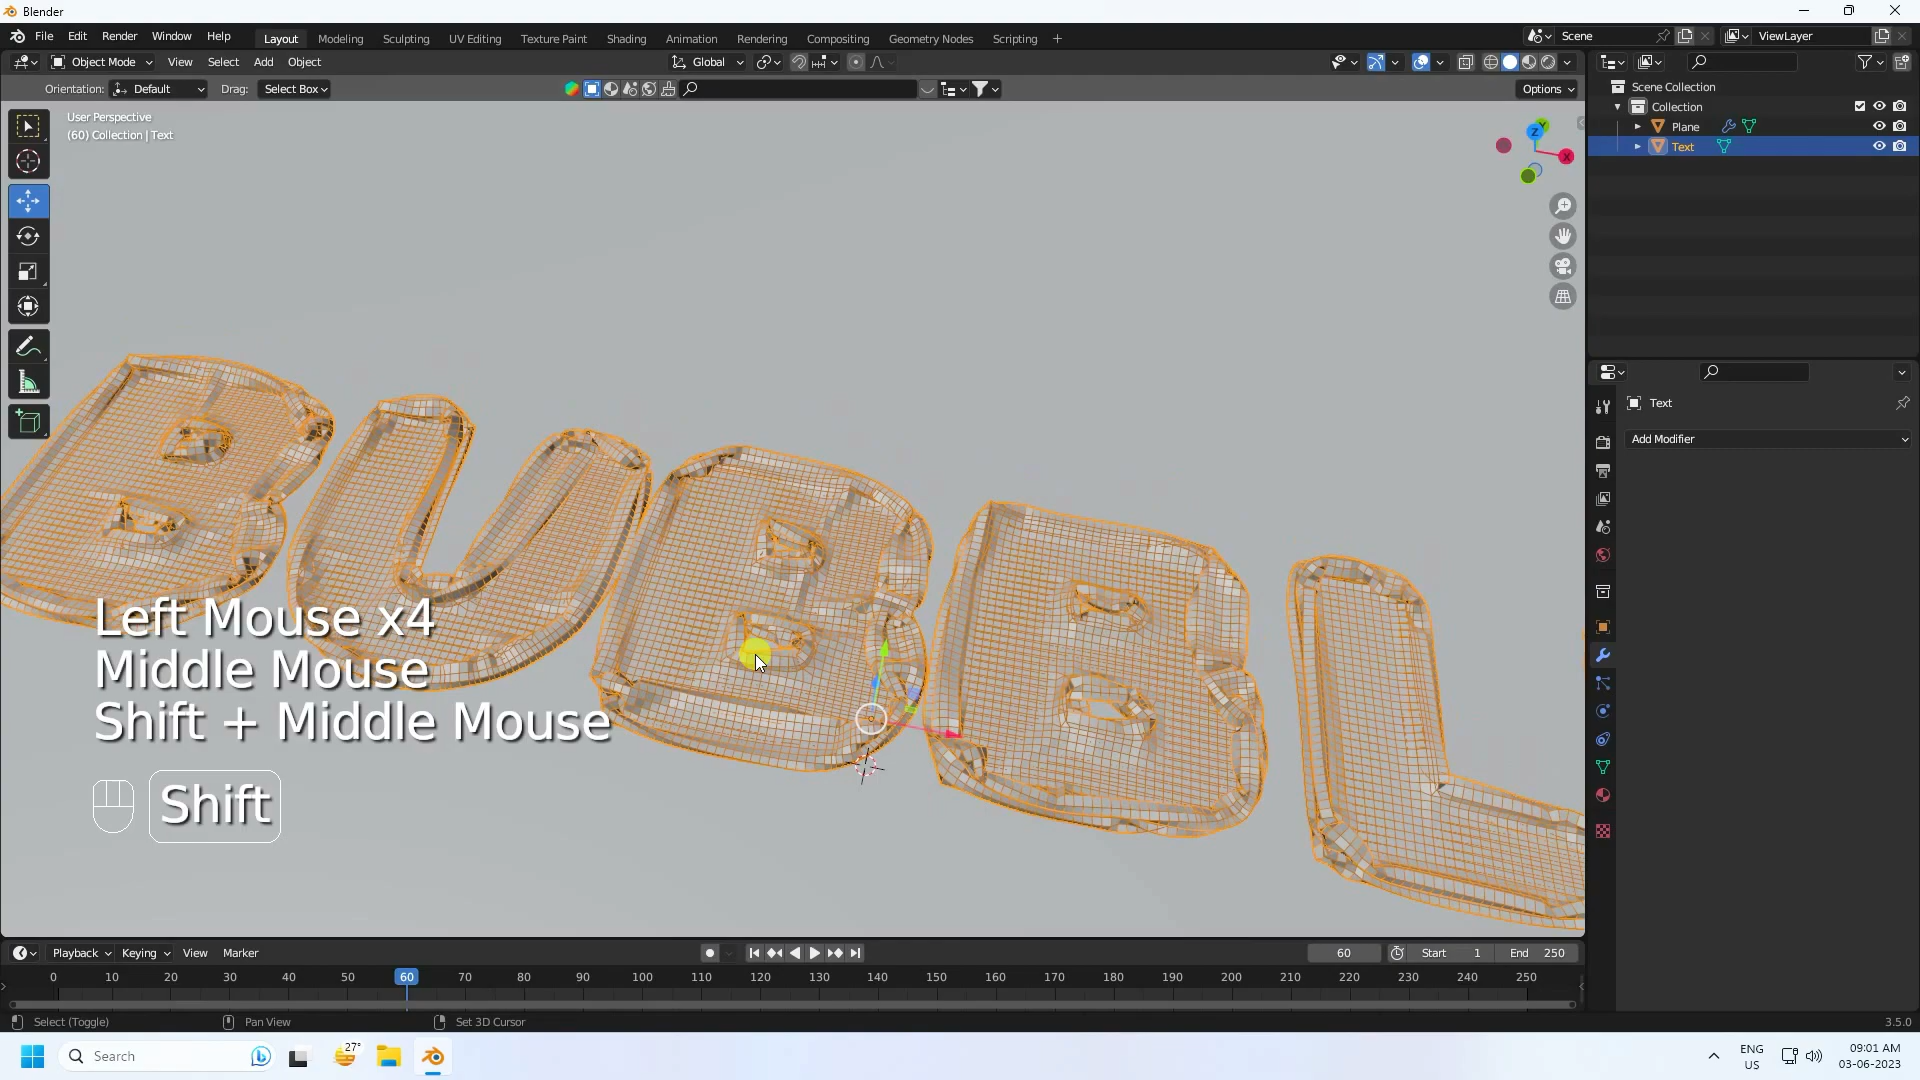 Blender
File Edit Render Window Help
Layout Modeling Sculpting UV Editing Texture Paint Shading Animation Rendering Compositing Geometry Nodes Scripting +
Scene
ViewLayer
Object Mode View Select Add Object
Global
Orientation: Default Drag: Select Box
Options
User Perspective
(60) Collection | Text
Z
Y
X
Scene Collection
Collection
Plane
Text
Text
Add Modifier
BUBBL
Left Mouse x4
Middle Mouse
Shift + Middle Mouse
Shift
Playback Keying View Marker
60
Start 1
End 250
0 10 20 30 40 50 60 70 80 90 100 110 120 130 140 150 160 170 180 190 200 210 220 230 240 250
Select (Toggle)
Pan View
Set 3D Cursor
3.5.0
Search
27°
ENG
US
09:01 AM
03-06-2023